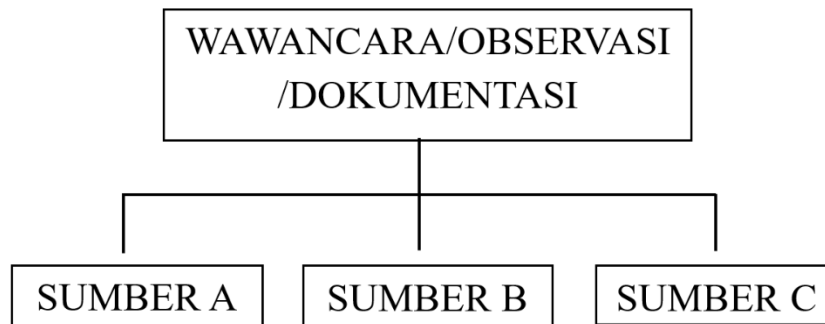 WAWANCARA/OBSERVASI
/DOKUMENTASI
SUMBER A
SUMBER B
SUMBER C